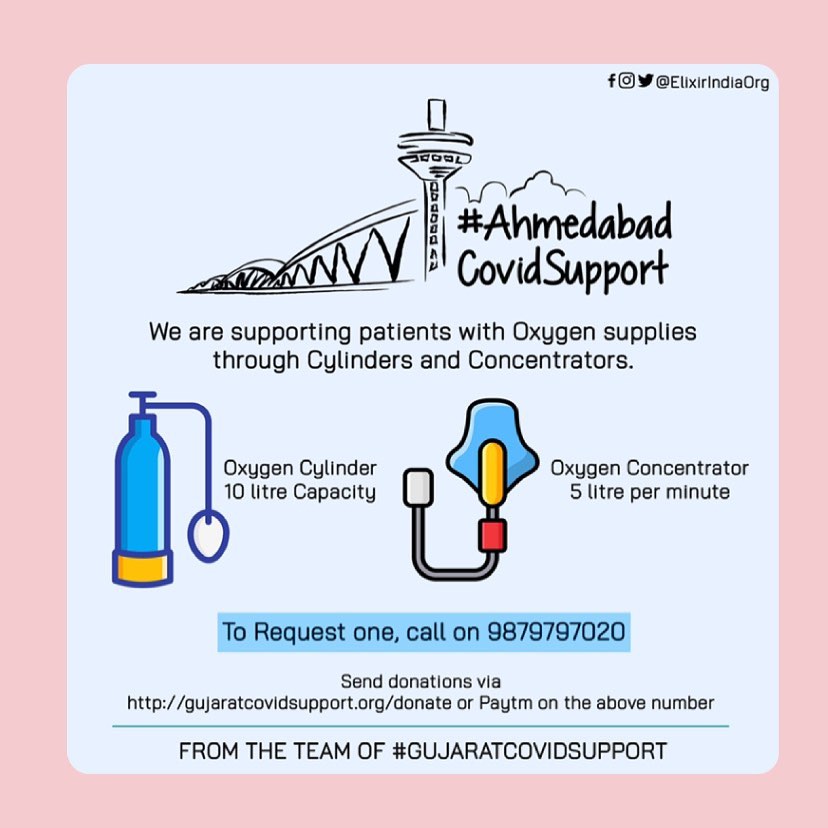 @ElixirIndiaOrg
#Ahmedabad
CovidSupport
We are supporting patients with Oxygen supplies
through Cylinders and Concentrators.
Oxygen Cylinder
10 litre Capacity
Oxygen Concentrator
5 litre per minute
To Request one, call on 9879797020
Send donations via
http://gujaratcovidsupport.org/donate or Paytm on the above number
FROM THE TEAM OF #GUJARATCOVIDSUPPORT